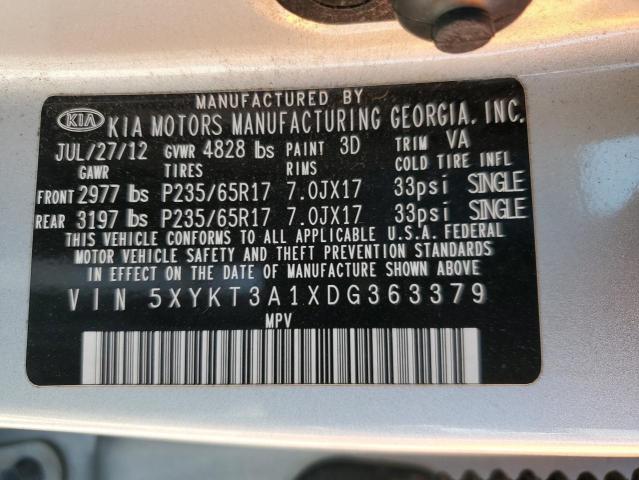 MANUFACTURED BY
KIA KIA MOTORS MANUFACTURING GEORGIA, INC.
JUL/27/12 GVWR 4828 lbs PAINT 3D TRIM VA
GAWR TIRES RIMS COLD TIRE INFL
FRONT 2977 lbs P235/65R17 7.0JX17 33psi SINGLE
REAR 3197 lbs P235/65R17 7.0JX17 33psi SINGLE
THIS VEHICLE CONFORMS TO ALL APPLICABLE U.S.A. FEDERAL
MOTOR VEHICLE SAFETY AND THEFT PREVENTION STANDARDS
IN EFFECT ON THE DATE OF MANUFACTURE SHOWN ABOVE
VIN 5XYKT3A1XDG363379
MPV